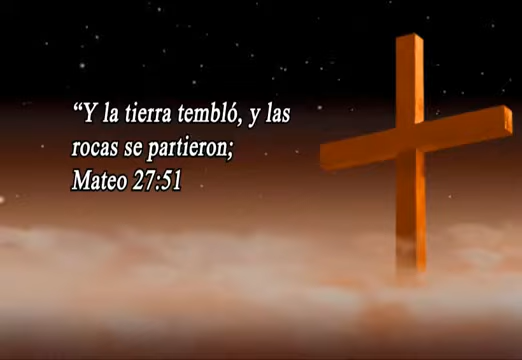 “Y la tierra tembló, y las
rocas se partieron;
Mateo 27:51